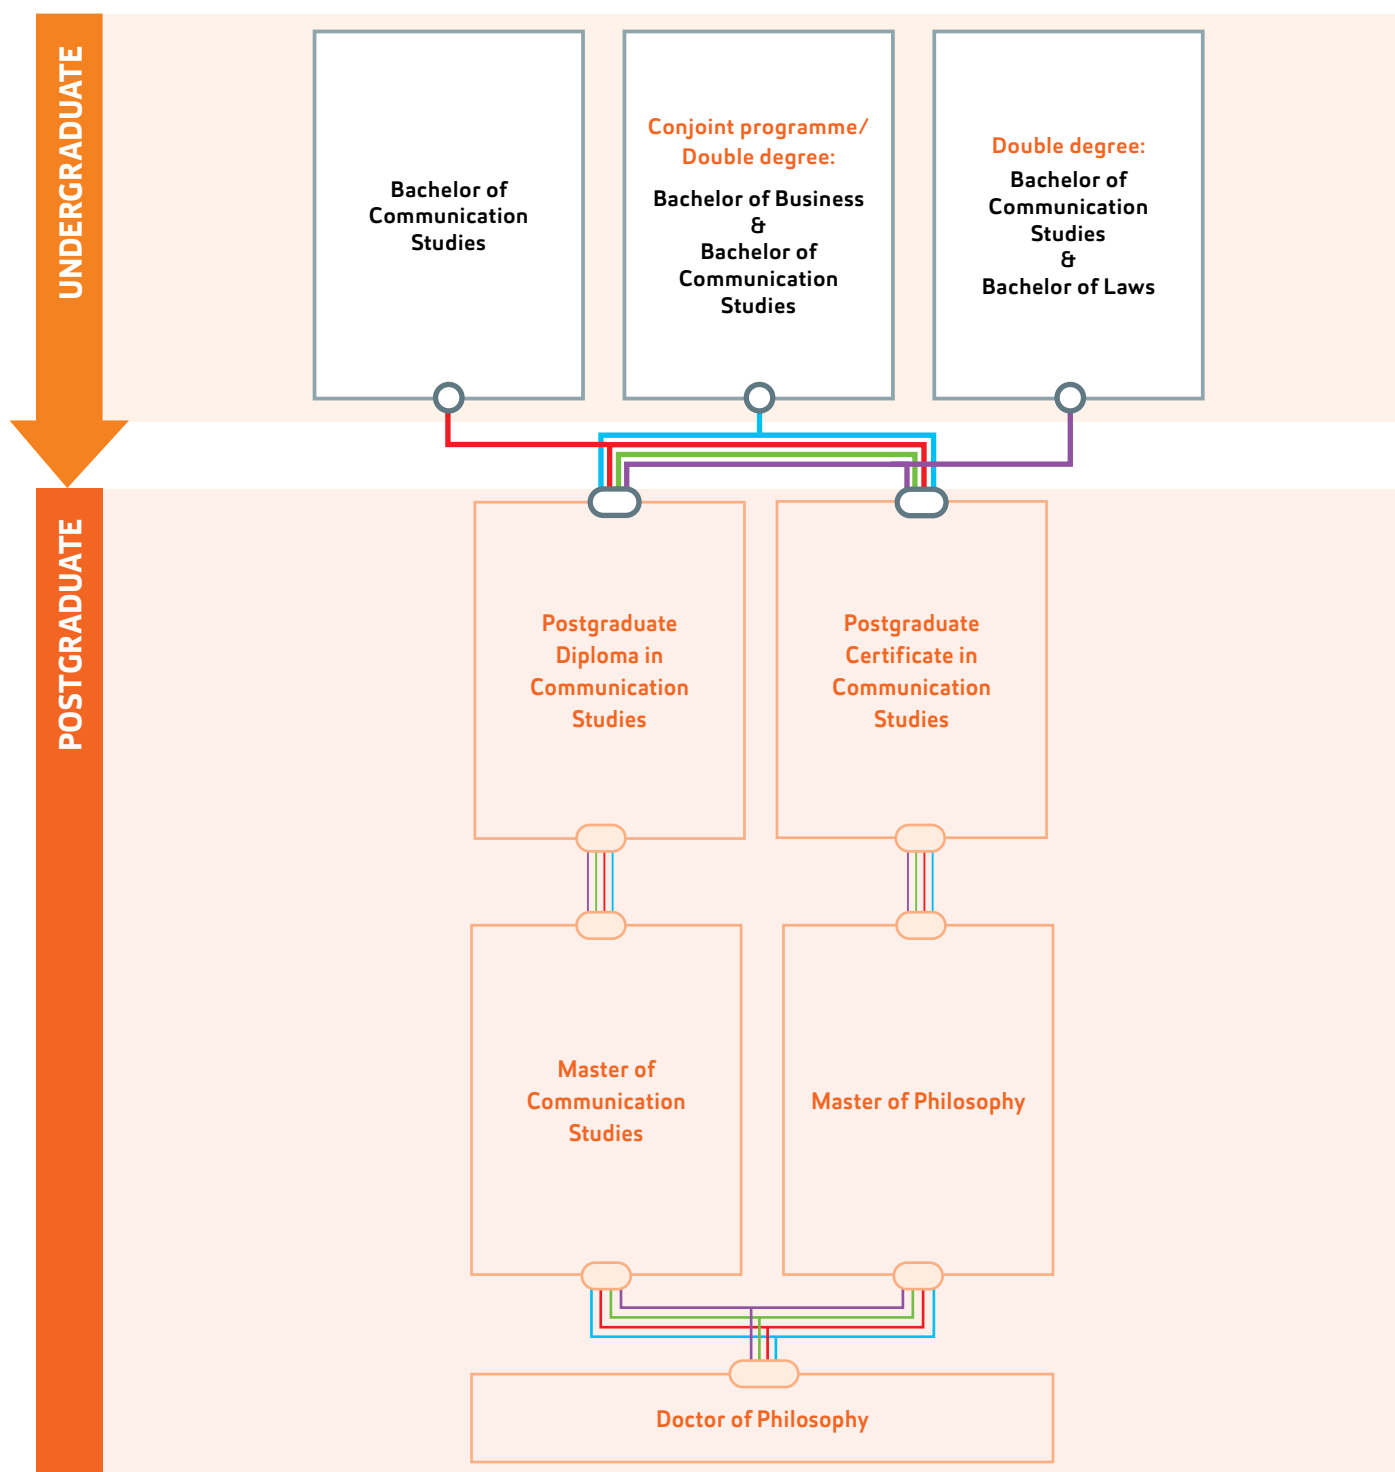 UNDERGRADUATE
Bachelor of
Communication
Studies
Conjoint programme/
Double degree:
Bachelor of Business
&
Bachelor of
Communication
Studies
Double degree:
Bachelor of
Communication
Studies
&
Bachelor of Laws
POSTGRADUATE
Postgraduate
Diploma in
Communication
Studies
Postgraduate
Certificate in
Communication
Studies
Master of
Communication
Studies
Master of Philosophy
Doctor of Philosophy